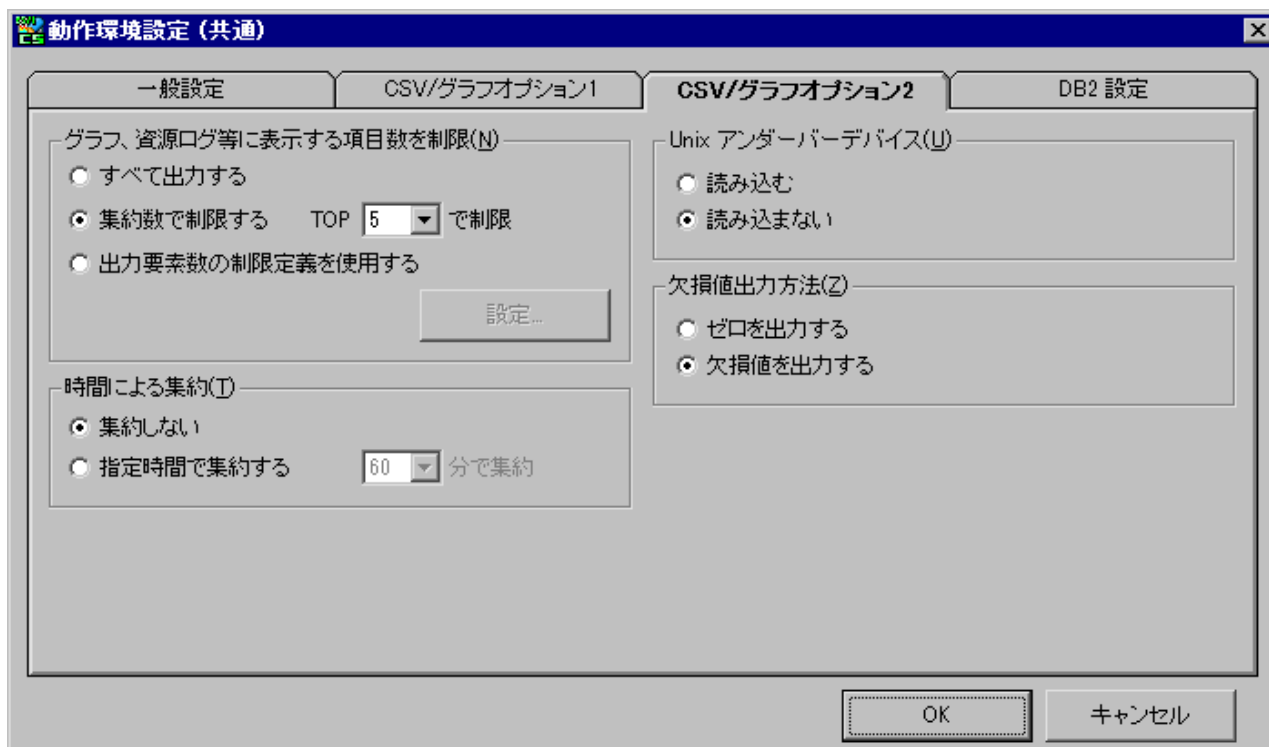 動作環境設定（共通）
一般設定
CSV/グラフオプション1
CSV/グラフオプション2
DB2 設定
グラフ、資源ログ等に表示する項目数を制限(N)
すべて出力する
集約数で制限する TOP 5 で制限
出力要素数の制限定義を使用する
設定...
時間による集約(T)
集約しない
指定時間で集約する 60 分で集約
Unix アンダーバーデバイス(U)
読み込む
読み込まない
欠損値出力方法(Z)
ゼロを出力する
欠損値を出力する
OK
キャンセル